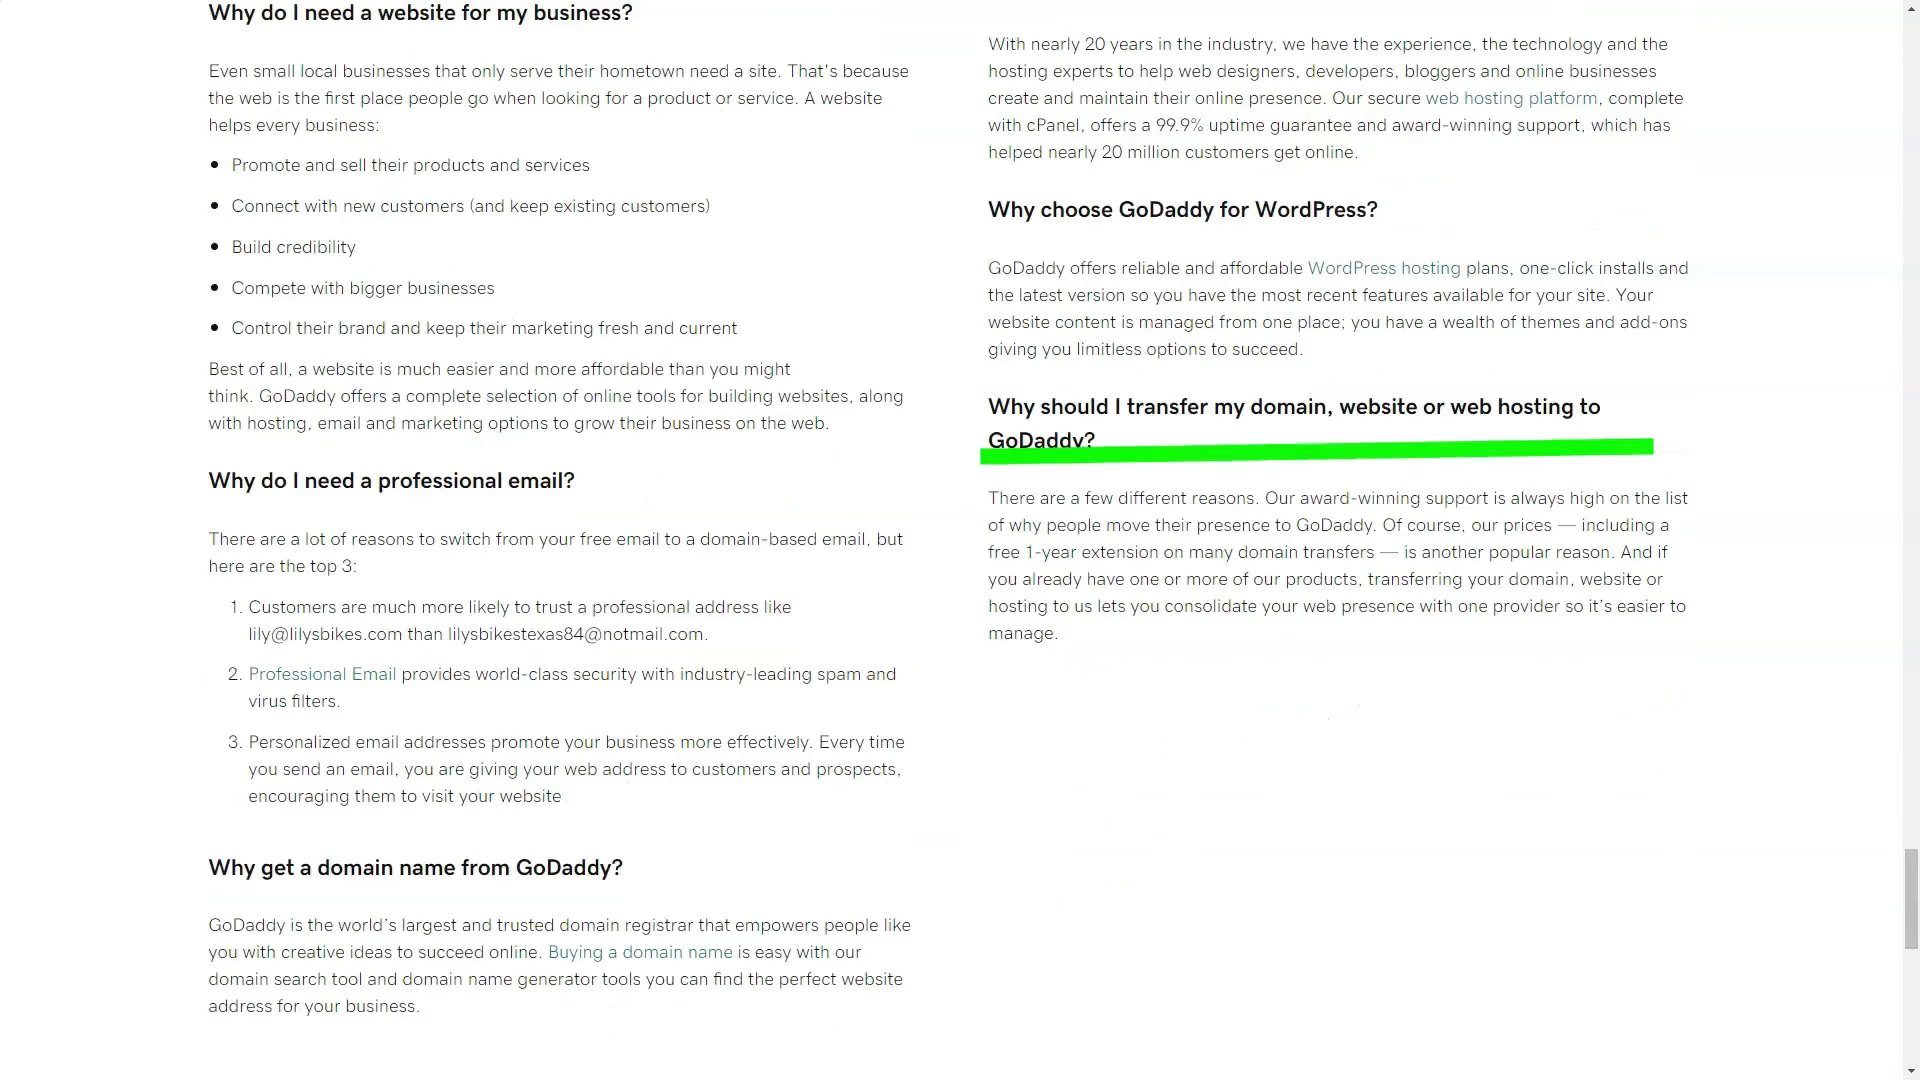 Why do I need a website for my business?
Even small local businesses that only serve their hometown need a site. That's because
the web is the first place people go when looking for a product or service. A website
helps every business:
Promote and sell their products and services
Connect with new customers (and keep existing customers)
Build credibility
Compete with bigger businesses
Control their brand and keep their marketing fresh and current
Best of all, a website is much easier and more affordable than you might
think. GoDaddy offers a complete selection of online tools for building websites, along
with hosting, email and marketing options to grow their business on the web.
Why do I need a professional email?
There are a lot of reasons to switch from your free email to a domain-based email, but
here are the top 3:
1. Customers are much more likely to trust a professional address like
lily@lilysbikes.com than lilysbikestexas84@notmail.com.
2. Professional Email provides world-class security with industry-leading spam and
virus filters.
3. Personalized email addresses promote your business more effectively. Every time
you send an email, you are giving your web address to customers and prospects,
encouraging them to visit your website
Why get a domain name from GoDaddy?
GoDaddy is the world's largest and trusted domain registrar that empowers people like
you with creative ideas to succeed online. Buying a domain name is easy with our
domain search tool and domain name generator tools you can find the perfect website
address for your business.
With nearly 20 years in the industry, we have the experience, the technology and the
hosting experts to help web designers, developers, bloggers and online businesses
create and maintain their online presence. Our secure web hosting platform, complete
with cPanel, offers a 99.9% uptime guarantee and award-winning support, which has
helped nearly 20 million customers get online.
Why choose GoDaddy for WordPress?
GoDaddy offers reliable and affordable WordPress hosting plans, one-click installs and
the latest version so you have the most recent features available for your site. Your
website content is managed from one place; you have a wealth of themes and add-ons
giving you limitless options to succeed.
Why should I transfer my domain, website or web hosting to
GoDaddy?
There are a few different reasons. Our award-winning support is always high on the list
of why people move their presence to GoDaddy. Of course, our prices — including a
free 1-year extension on many domain transfers — is another popular reason. And if
you already have one or more of our products, transferring your domain, website or
hosting to us lets you consolidate your web presence with one provider so it's easier to
manage.